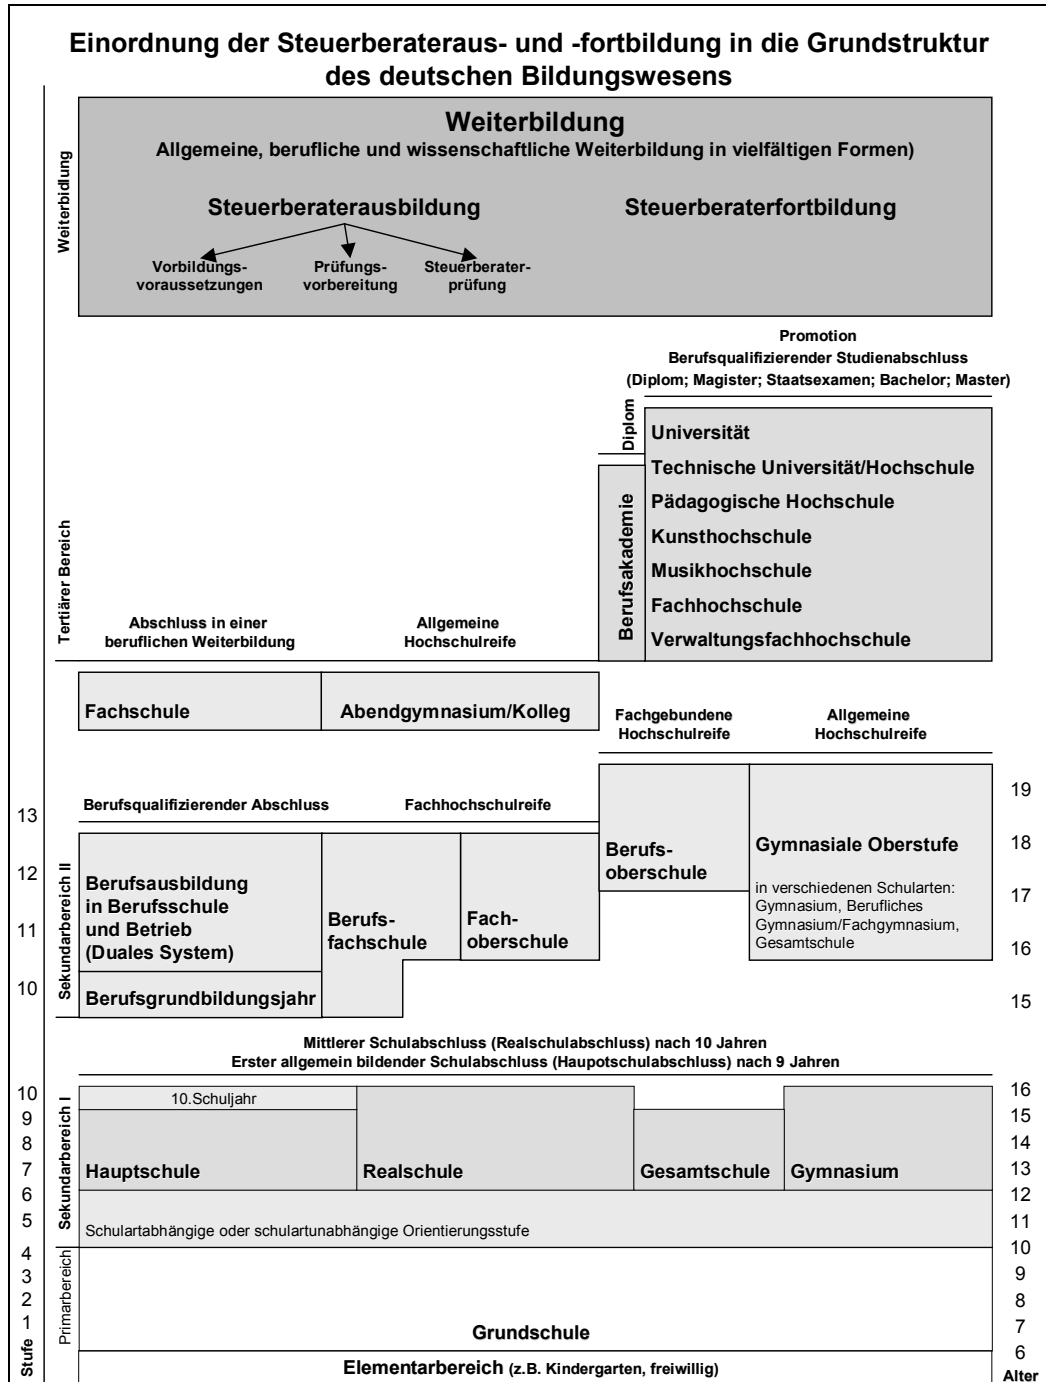 Einordnung der Steuerberateraus- und -fortbildung in die Grundstruktur
des deutschen Bildungswesens
Weiterbidlung
Weiterbildung
Allgemeine, berufliche und wissenschaftliche Weiterbildung in vielfältigen Formen)
Steuerberaterausbildung
Steuerberaterfortbildung
Vorbildungs-
voraussetzungen
Prüfungs-
vorbereitung
Steuerberater-
prüfung
Promotion
Berufsqualifizierender Studienabschluss
(Diplom; Magister; Staatsexamen; Bachelor; Master)
Tertiärer Bereich
Diplom
Berufsakademie
Universität
Technische Universität/Hochschule
Pädagogische Hochschule
Kunsthochschule
Musikhochschule
Fachhochschule
Verwaltungsfachhochschule
Abschluss in einer
beruflichen Weiterbildung
Allgemeine
Hochschulreife
Fachschule
Abendgymnasium/Kolleg
Fachgebundene
Hochschulreife
Allgemeine
Hochschulreife
Berufsqualifizierender Abschluss
Fachhochschulreife
13
12
11
10
Sekundarbereich II
Berufsausbildung
in Berufsschule
und Betrieb
(Duales System)
Berufsgrundbildungsjahr
Berufs-
fachschule
Fach-
oberschule
Berufs-
oberschule
Gymnasiale Oberstufe
in verschiedenen Schularten:
Gymnasium, Berufliches
Gymnasium/Fachgymnasium,
Gesamtschule
19
18
17
16
15
Mittlerer Schulabschluss (Realschulabschluss) nach 10 Jahren
Erster allgemein bildender Schulabschluss (Haupotschulabschluss) nach 9 Jahren
10
9
8
7
6
5
4
3
2
1
Stufe
Sekundarbereich I
Primarbereich
10.Schuljahr
Hauptschule
Realschule
Gesamtschule
Gymnasium
Schulartabhängige oder schulartunabhängige Orientierungsstufe
Grundschule
Elementarbereich (z.B. Kindergarten, freiwillig)
16
15
14
13
12
11
10
9
8
7
6
Alter